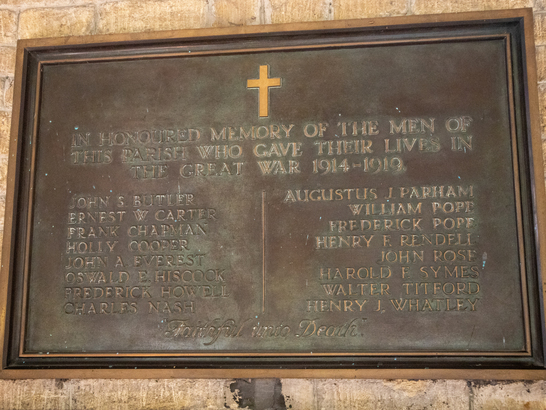 IN HONOURED MEMORY OF THE MEN OF
THIS PARISH WHO GAVE THEIR LIVES IN
THE GREAT WAR 1914-1919.
JOHN S. BUTLER
ERNEST W. CARTER
FRANK CHAPMAN
HOLLY COOPER
JOHN A. EVEREST
OSWALD E. HISCOCK
FREDERICK HOWELL
CHARLES NASH
AUGUSTUS J. PARHAM
WILLIAM POPE
FREDERICK POPE
HENRY F. RENDELL
JOHN ROSE
HAROLD F. SYMES
WALTER TITFORD
HENRY J. WHATLEY
Faithful unto Death